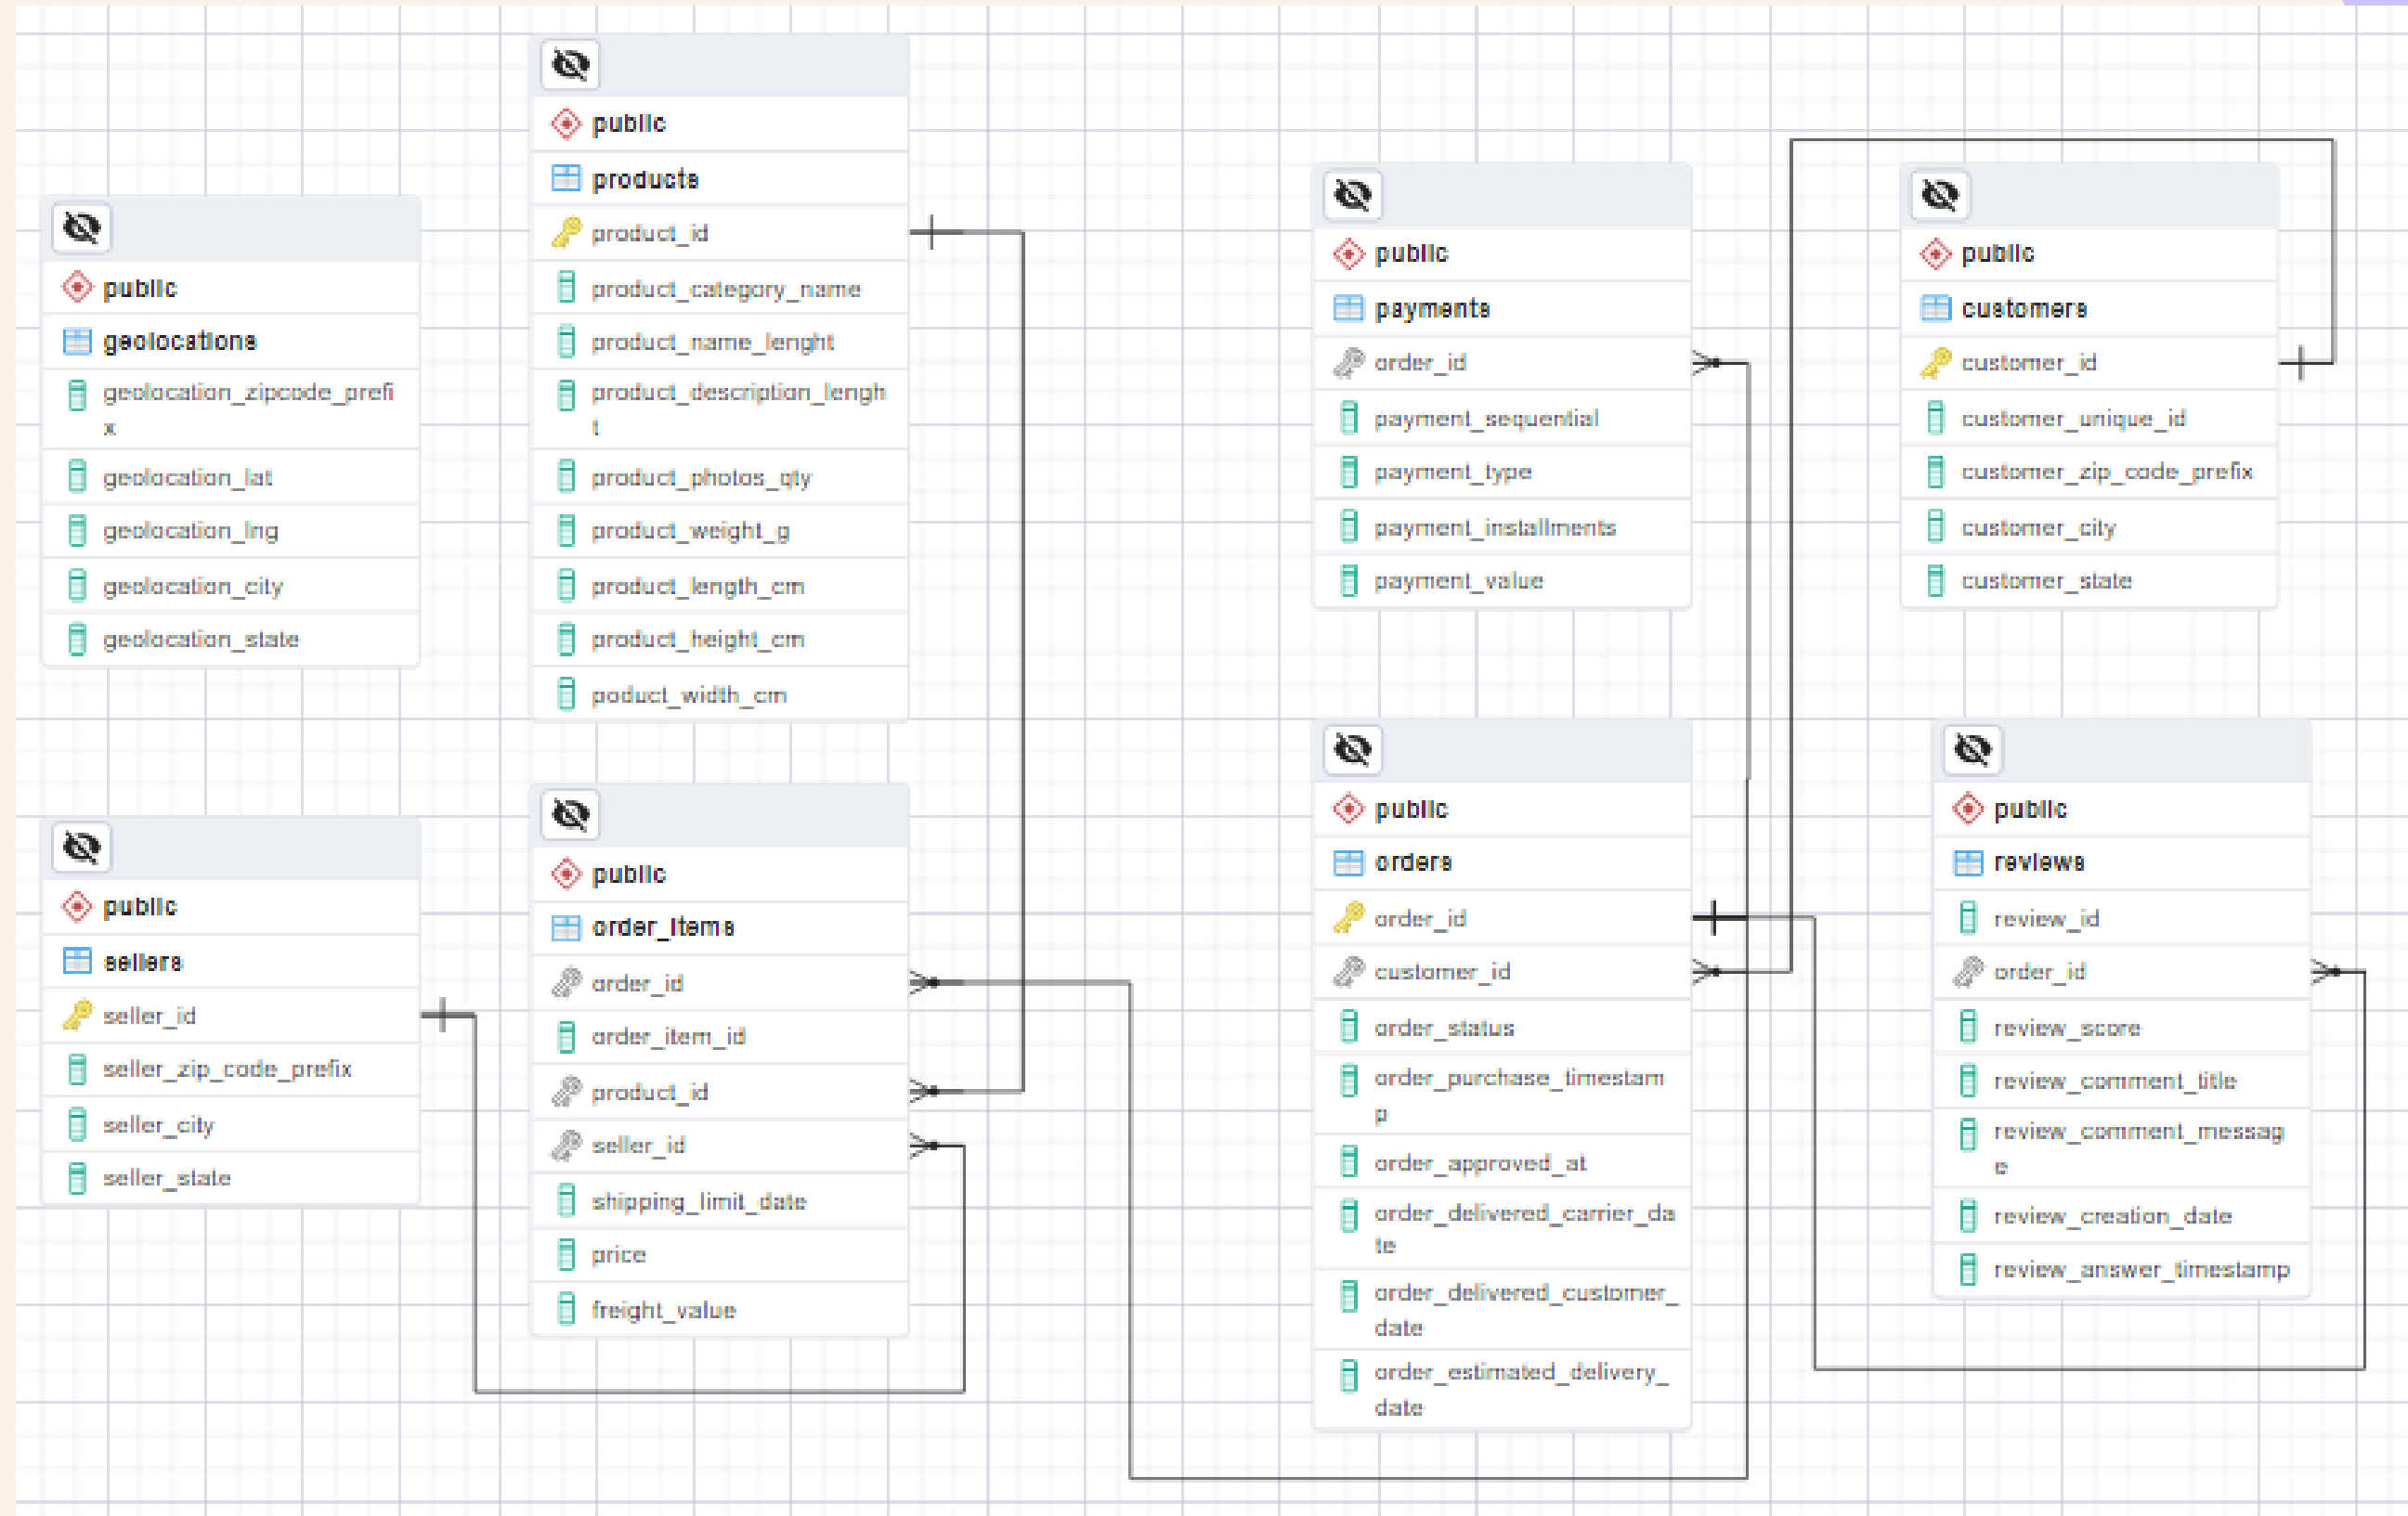 public
geolocations
geolocation_zipcode_prefi
x
geolocation_lat
geolocation_lng
geolocation_city
geolocation_state
public
products
product_id
product_category_name
product_name_lenght
product_description_lengh
t
product_photos_qty
product_weight_g
product_length_cm
product_height_cm
poduct_width_cm
public
payments
order_id
payment_sequential
payment_type
payment_installments
payment_value
public
customers
customer_id
customer_unique_id
customer_zip_code_prefix
customer_city
customer_state
public
sellers
seller_id
seller_zip_code_prefix
seller_city
seller_state
public
order_items
order_id
order_item_id
product_id
seller_id
shipping_limit_date
price
freight_value
public
orders
order_id
customer_id
order_status
order_purchase_timestam
p
order_approved_at
order_delivered_carrier_da
te
order_delivered_customer_
date
order_estimated_delivery_
date
public
reviews
review_id
order_id
review_score
review_comment_title
review_comment_messag
e
review_creation_date
review_answer_timestamp